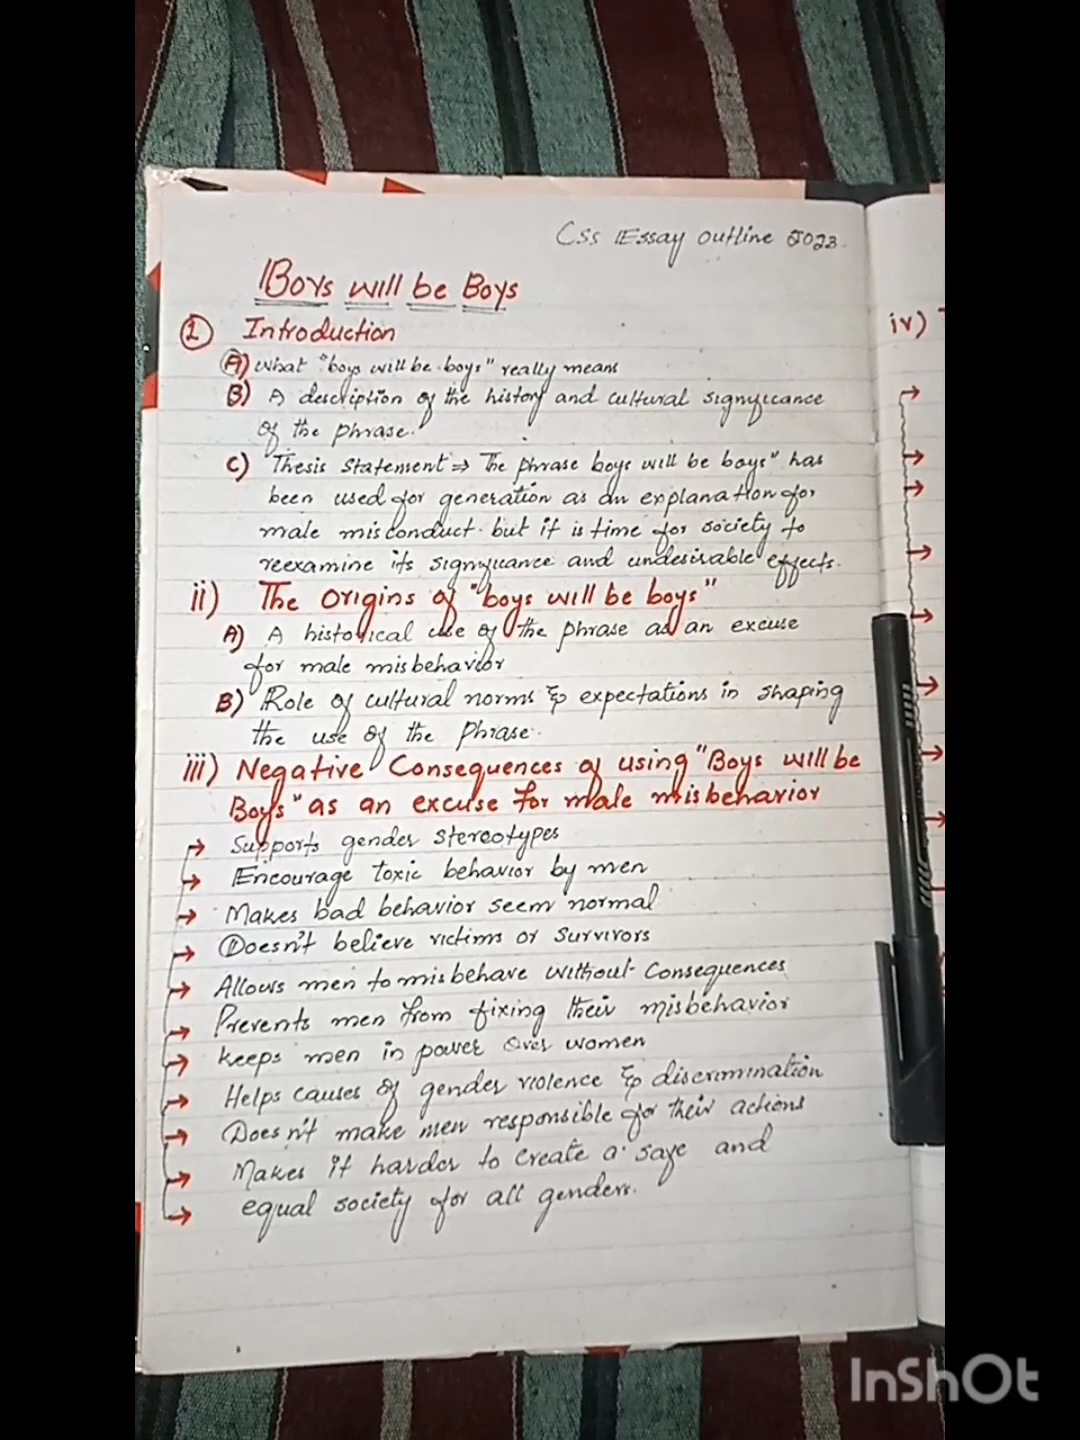 Css Essay outline 2023.
Boys will be Boys
1 Introduction
A) What "boys will be boys" really means
B) A description of the history and cultural significance
of the phrase.
C) Thesis Statement ⇒ The phrase boys will be boys" has
been used for generation as an explanation for
male misconduct but it is time for society to
reexamine its significance and undesirable effects.
ii) The Origins of "boys will be boys"
A) A historical use of the phrase as an excuse
for male misbehavior
B) Role of cultural norms & expectations in shaping
the use of the Phrase.
iii) Negative Consequences of using "Boys will be
Boys" as an excuse for male misbehavior
→ Supports gender stereotypes
→ Encourage toxic behavior by men
→ Makes bad behavior seem normal
→ Doesn't believe victims or survivors
→ Allows men to misbehave without consequences
→ Prevents men from fixing their misbehavior
→ keeps men in power over women
→ Helps causes of gender violence & discrimination
→ Doesn't make men responsible for their actions
→ Makes it harder to create a safe and
→ equal society for all genders.
iv)
InShOt